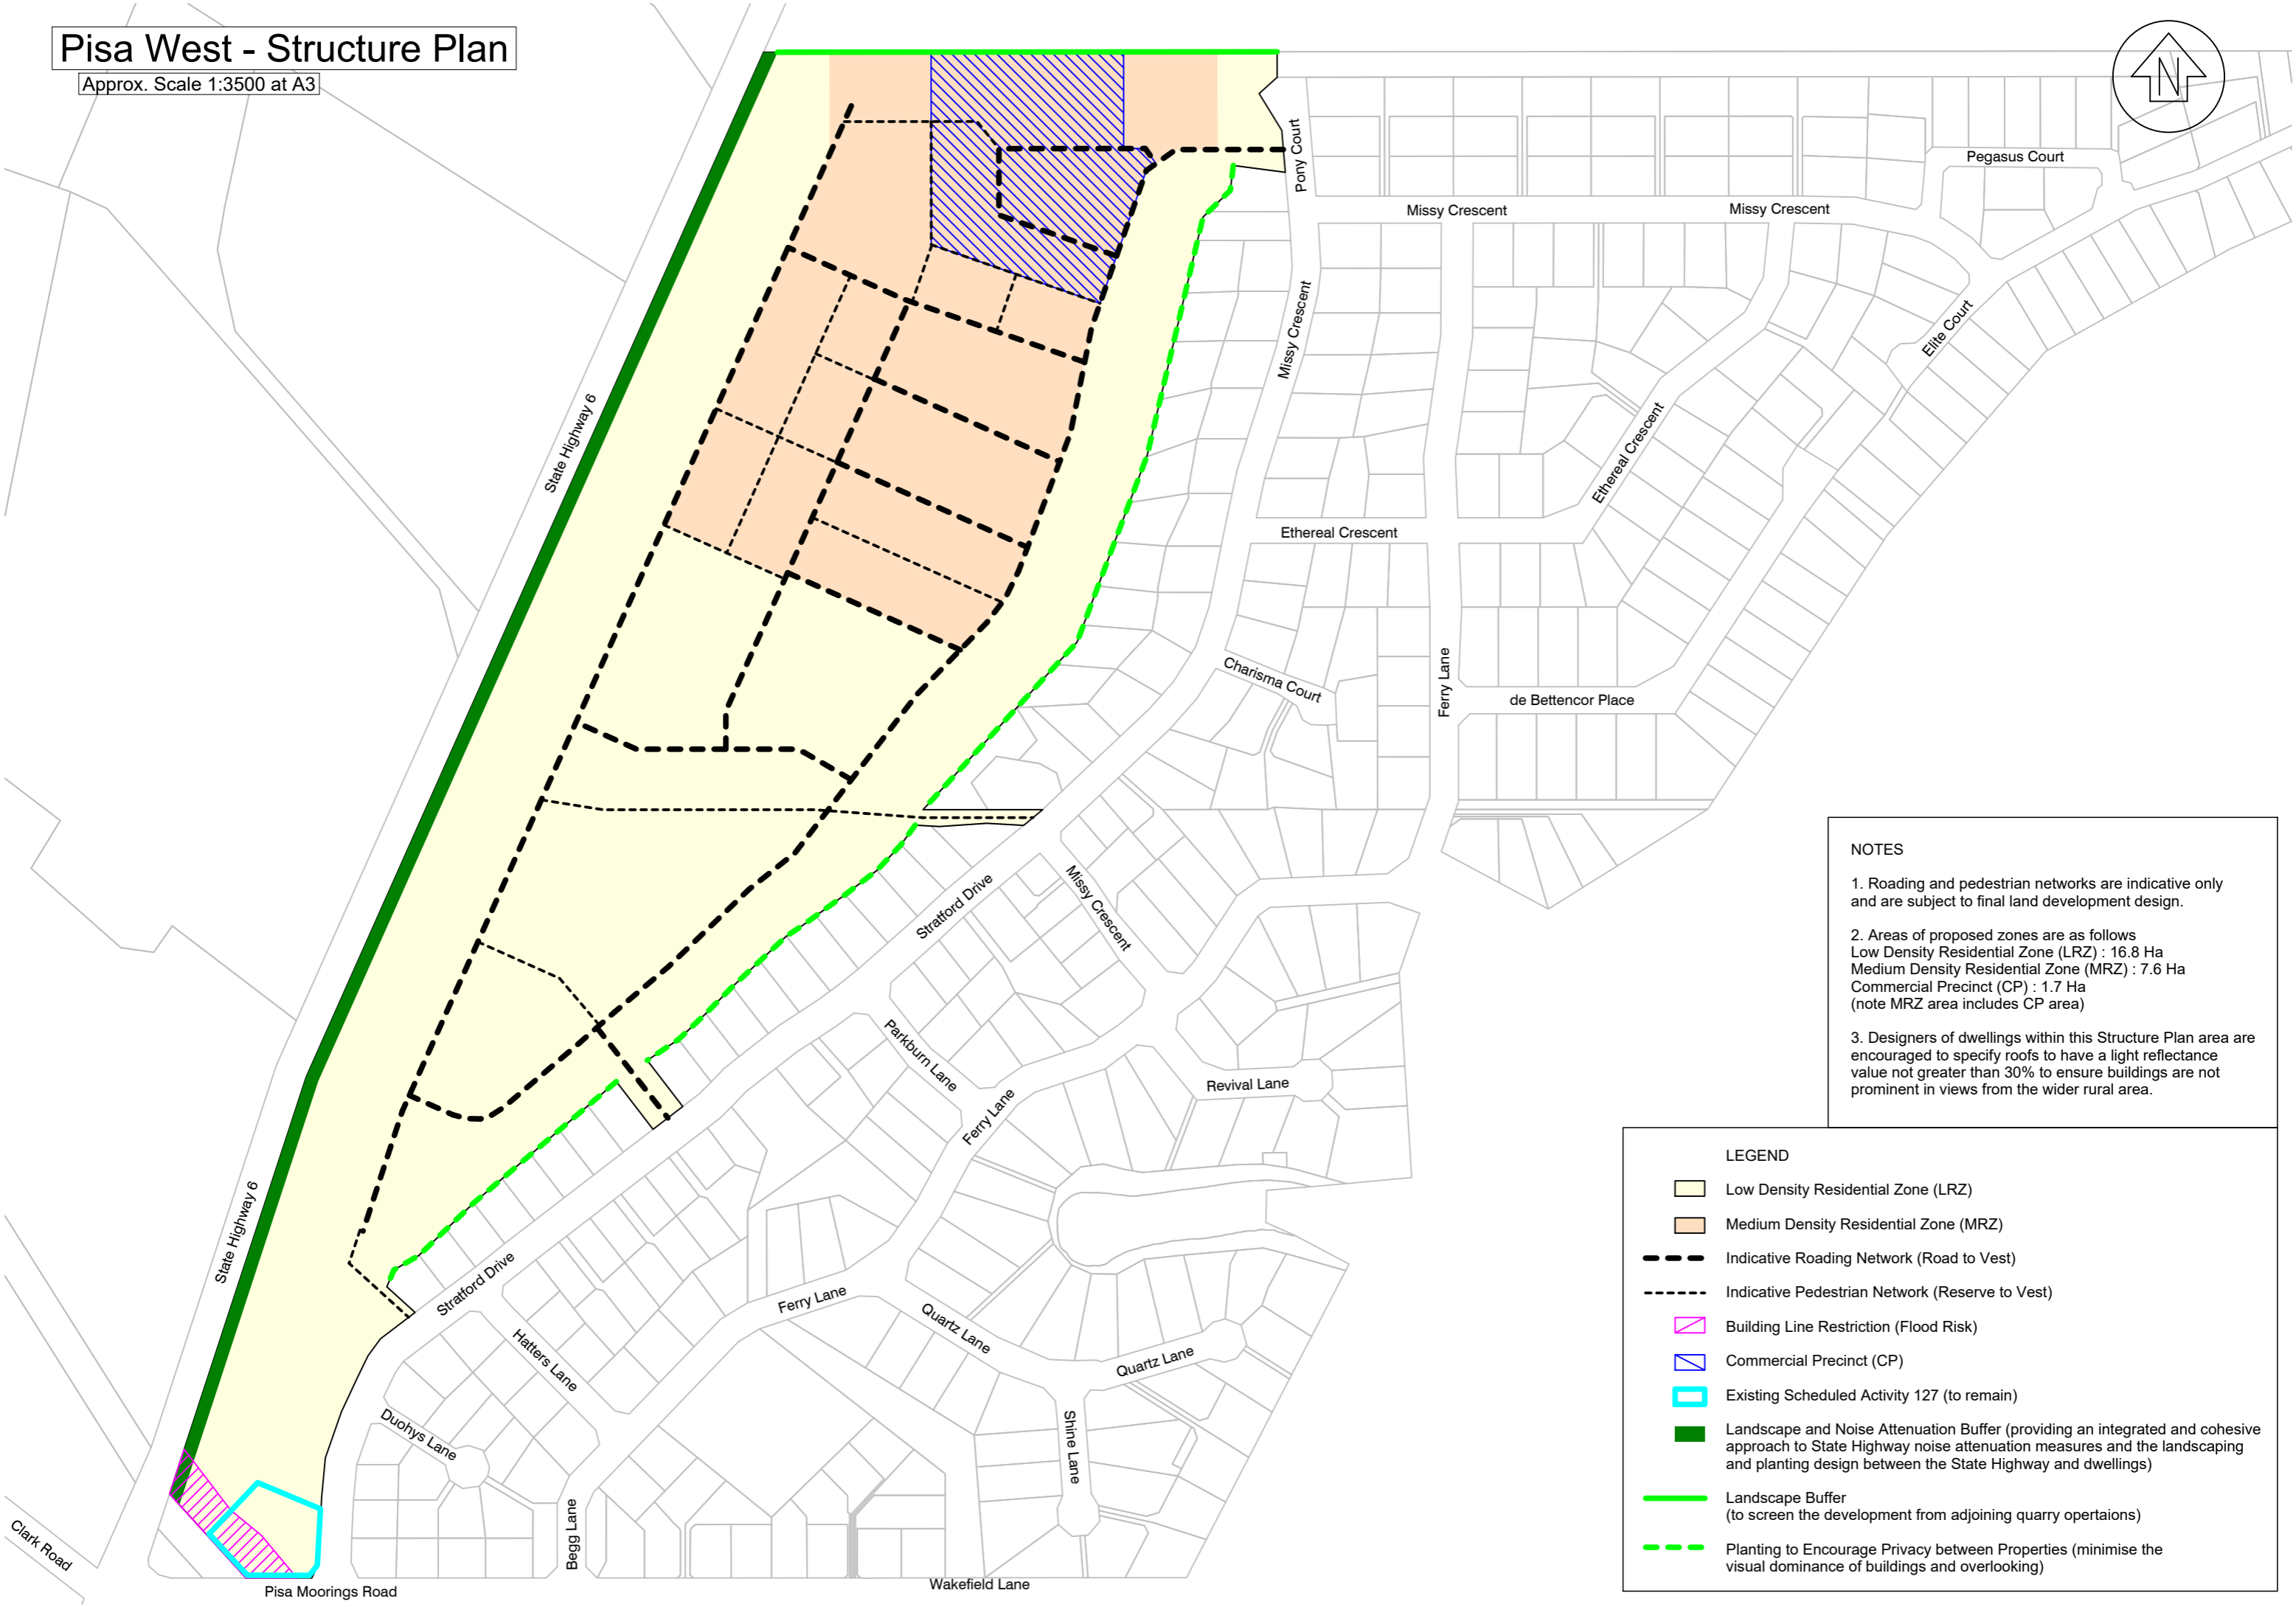 Pisa West - Structure Plan
Approx. Scale 1:3500 at A3
N
Pony Court
Pegasus Court
Missy Crescent
Missy Crescent
Missy Crescent
Elite Court
State Highway 6
Ethereal Crescent
Ethereal Crescent
Charisma Court
Ferry Lane
de Bettencor Place
Stratford Drive
Missy Crescent
Parkburn Lane
Ferry Lane
Revival Lane
State Highway 6
Stratford Drive
Ferry Lane
Quartz Lane
Quartz Lane
Hatters Lane
Duohys Lane
Shine Lane
Begg Lane
Clark Road
Pisa Moorings Road
Wakefield Lane
NOTES
1. Roading and pedestrian networks are indicative only
and are subject to final land development design.
2. Areas of proposed zones are as follows
Low Density Residential Zone (LRZ) : 16.8 Ha
Medium Density Residential Zone (MRZ) : 7.6 Ha
Commercial Precinct (CP) : 1.7 Ha
(note MRZ area includes CP area)
3. Designers of dwellings within this Structure Plan area are
encouraged to specify roofs to have a light reflectance
value not greater than 30% to ensure buildings are not
prominent in views from the wider rural area.
LEGEND
Low Density Residential Zone (LRZ)
Medium Density Residential Zone (MRZ)
Indicative Roading Network (Road to Vest)
Indicative Pedestrian Network (Reserve to Vest)
Building Line Restriction (Flood Risk)
Commercial Precinct (CP)
Existing Scheduled Activity 127 (to remain)
Landscape and Noise Attenuation Buffer (providing an integrated and cohesive
approach to State Highway noise attenuation measures and the landscaping
and planting design between the State Highway and dwellings)
Landscape Buffer
(to screen the development from adjoining quarry opertaions)
Planting to Encourage Privacy between Properties (minimise the
visual dominance of buildings and overlooking)